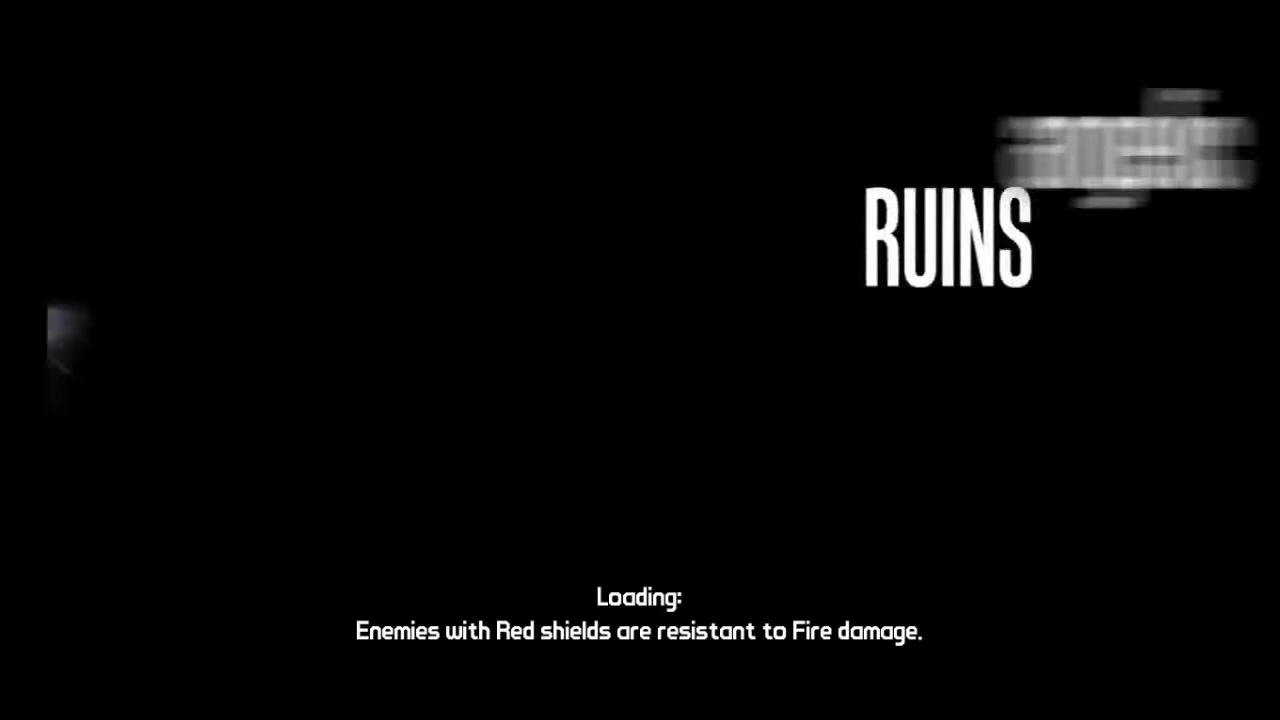 RUINS
Loading:
Enemies with Red shields are resistant to Fire damage.